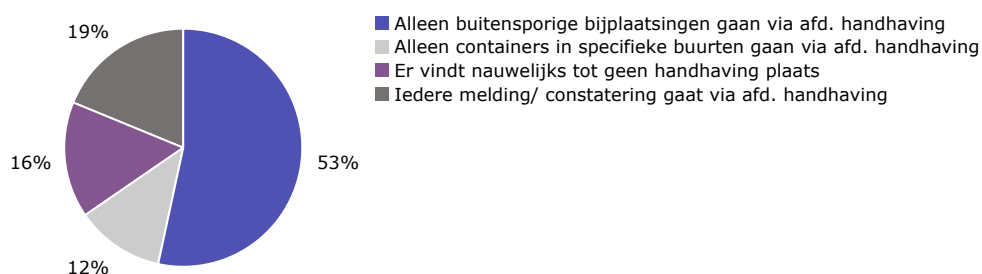 19%
16%
12%
53%
Alleen buitensporige bijplaatsingen gaan via afd. handhaving
Alleen containers in specifieke buurten gaan via afd. handhaving
Er vindt nauwelijks tot geen handhaving plaats
Iedere melding/ constatering gaat via afd. handhaving